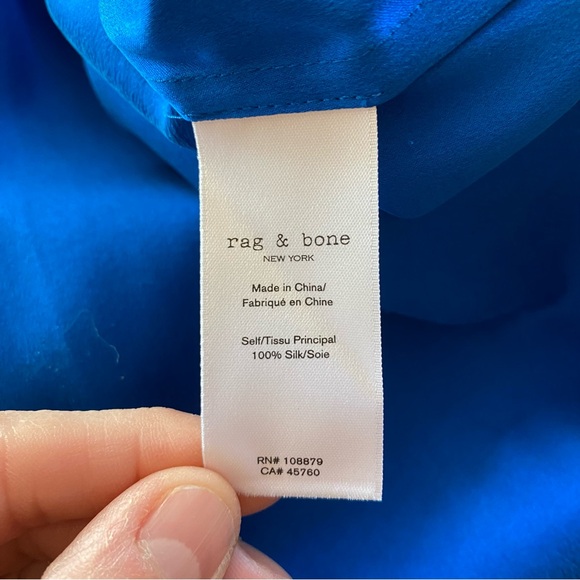 rag & bone
NEW YORK
Made in China/
Fabriqué en Chine
Self/Tissu Principal
100% Silk/Soie
RN# 108879
CA# 45760